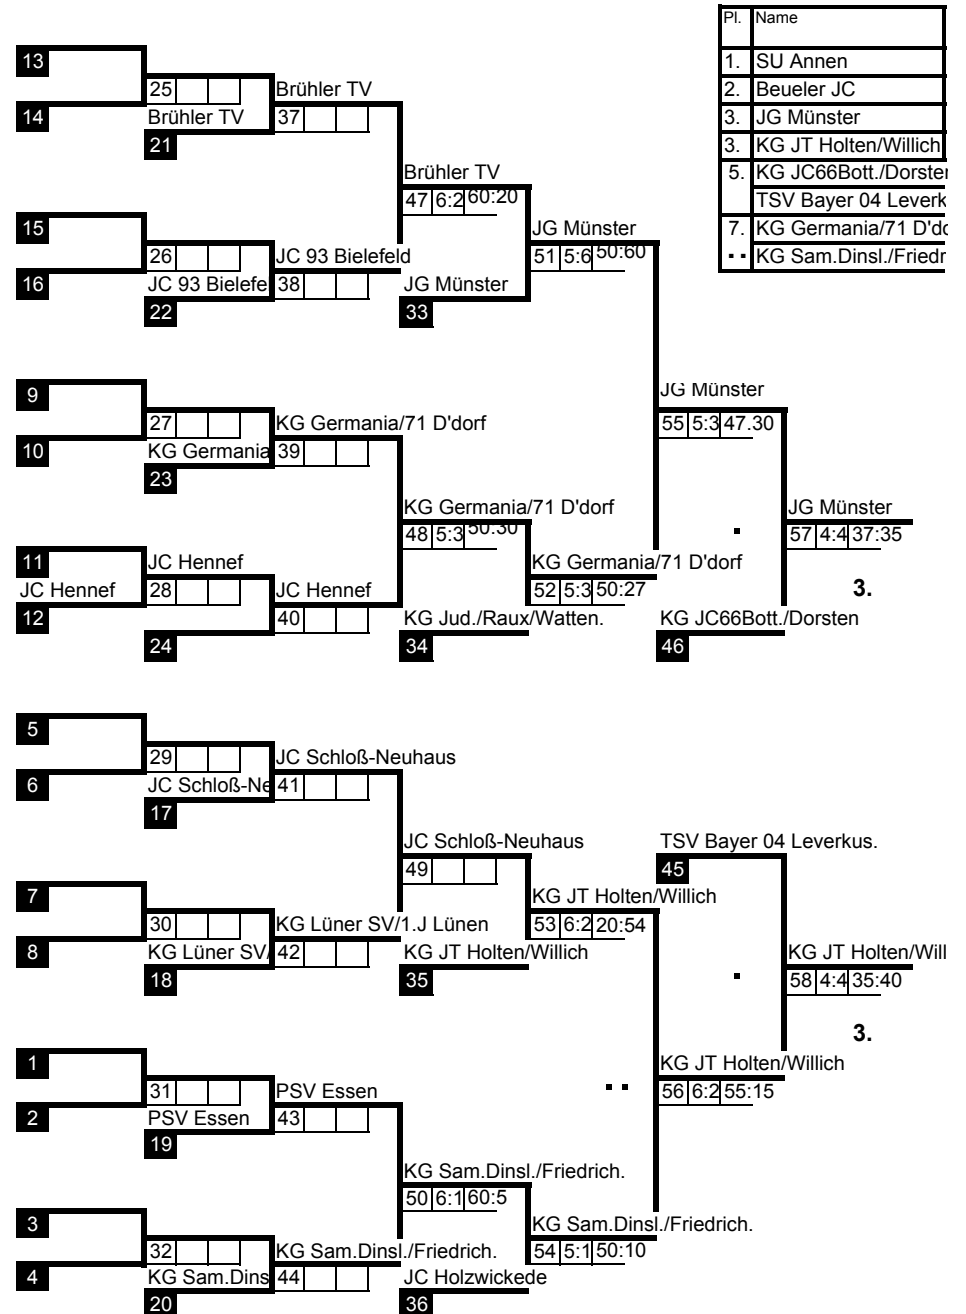 Pl. Name
1. SU Annen
2. Beueler JC
3. JG Münster
3. KG JT Holten/Willich
5. KG JC66Bott./Dorsten
TSV Bayer 04 Leverk
7. KG Germania/71 D'do
.. KG Sam.Dinsl./Friedr
13
25 Brühler TV
14 Brühler TV 37
21
Brühler TV
47 6:2 60:20
15 JG Münster
26 JC 93 Bielefeld 51 5:6 50:60
16 JC 93 Bielefe 38 JG Münster
22 33
9 JG Münster
27 KG Germania/71 D'dorf 55 5:3 47.30
10 KG Germania 39
23
KG Germania/71 D'dorf JG Münster
48 5:3 50:30 . 57 4:4 37:35
11 JC Hennef KG Germania/71 D'dorf
JC Hennef 28 JC Hennef 52 5:3 50:27 3.
12 40 KG Jud./Raux/Watten. KG JC66Bott./Dorsten
24 34 46
5
29 JC Schloß-Neuhaus
6 JC Schloß-Ne 41
17
JC Schloß-Neuhaus TSV Bayer 04 Leverkus.
49 45
7 KG JT Holten/Willich
30 KG Lüner SV/1.J Lünen 53 6:2 20:54
8 KG Lüner SV/ 42 KG JT Holten/Willich KG JT Holten/Will
18 35 . 58 4:4 35:40
3.
1 KG JT Holten/Willich
31 PSV Essen .. 56 6:2 55:15
2 PSV Essen 43
19
KG Sam.Dinsl./Friedrich.
50 6:1 60:5
3 KG Sam.Dinsl./Friedrich.
32 KG Sam.Dinsl./Friedrich. 54 5:1 50:10
4 KG Sam.Dins 44 JC Holzwickede
20 36